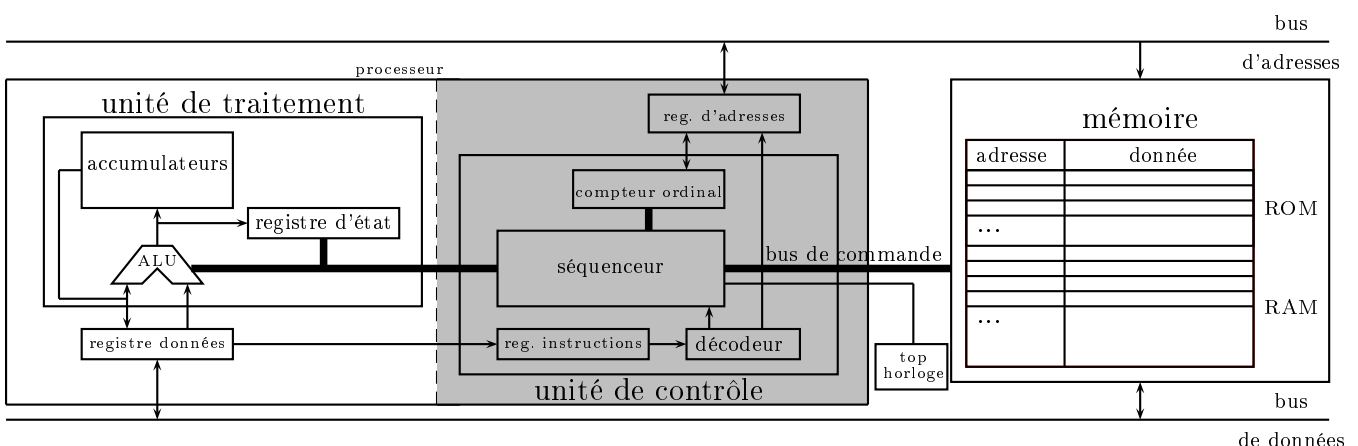 bus
d'adresses
processeur
unité de traitement
accumulateurs
registre d'état
ALU
registre données
reg. d'adresses
compteur ordinal
séquenceur
bus de commande
reg. instructions
décodeur
unité de contrôle
top
horloge
mémoire
adresse
donnée
...
ROM
...
RAM
bus
de données